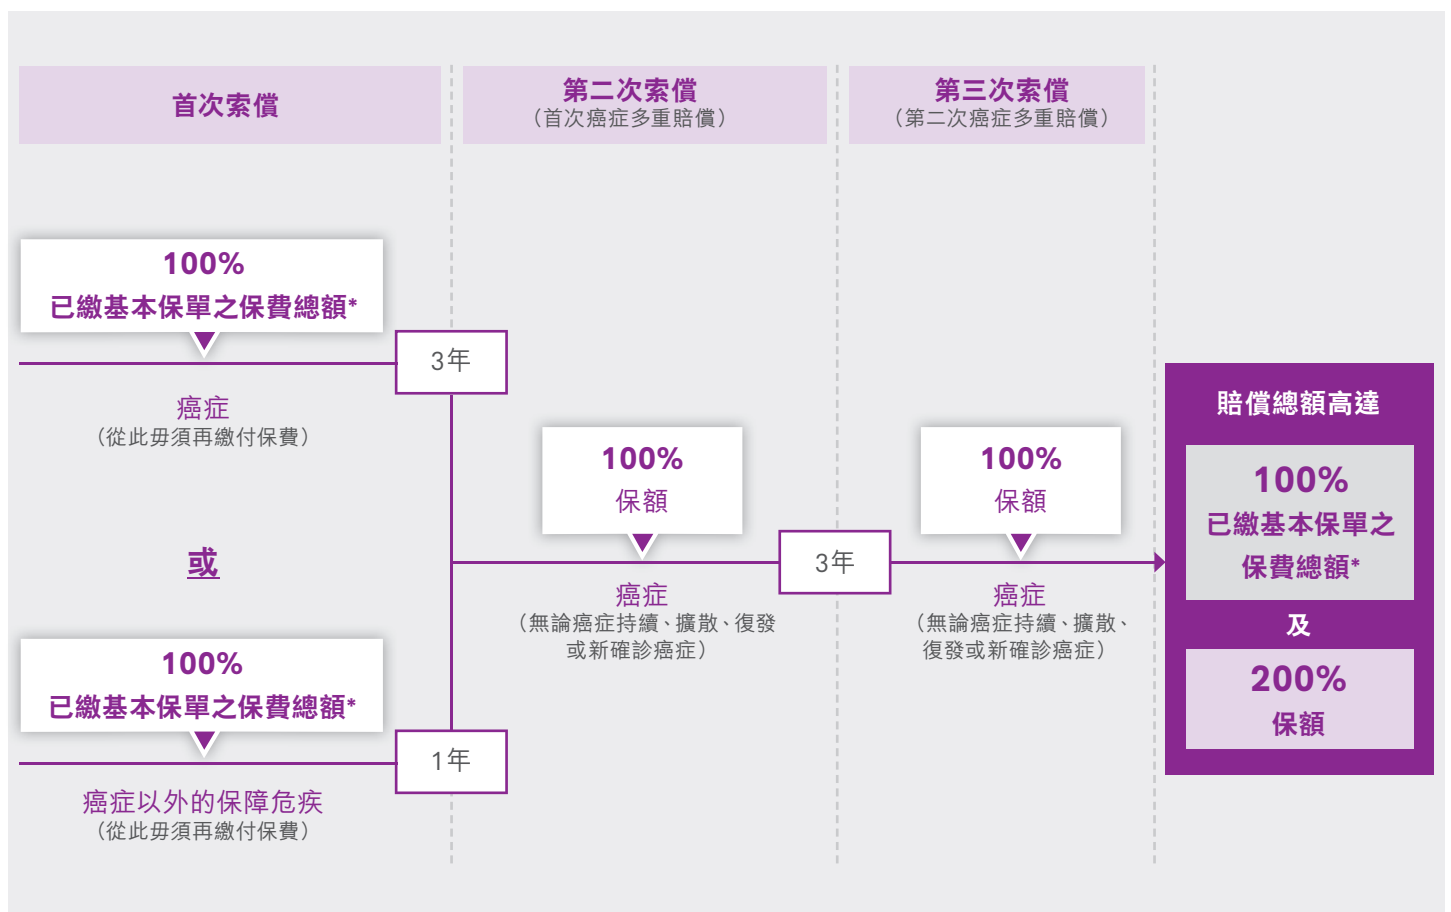 首次索償
第二次索償
（首次癌症多重賠償）
第三次索償
（第二次癌症多重賠償）
100%
已繳基本保單之保費總額*
3年
癌症
（從此毋須再繳付保費）
或
100%
已繳基本保單之保費總額*
1年
癌症以外的保障危疾
（從此毋須再繳付保費）
100%
保額
癌症
（無論癌症持續、擴散、復發
或新確診癌症）
3年
100%
保額
癌症
（無論癌症持續、擴散、
復發或新確診癌症）
賠償總額高達
100%
已繳基本保單之
保費總額*
及
200%
保額